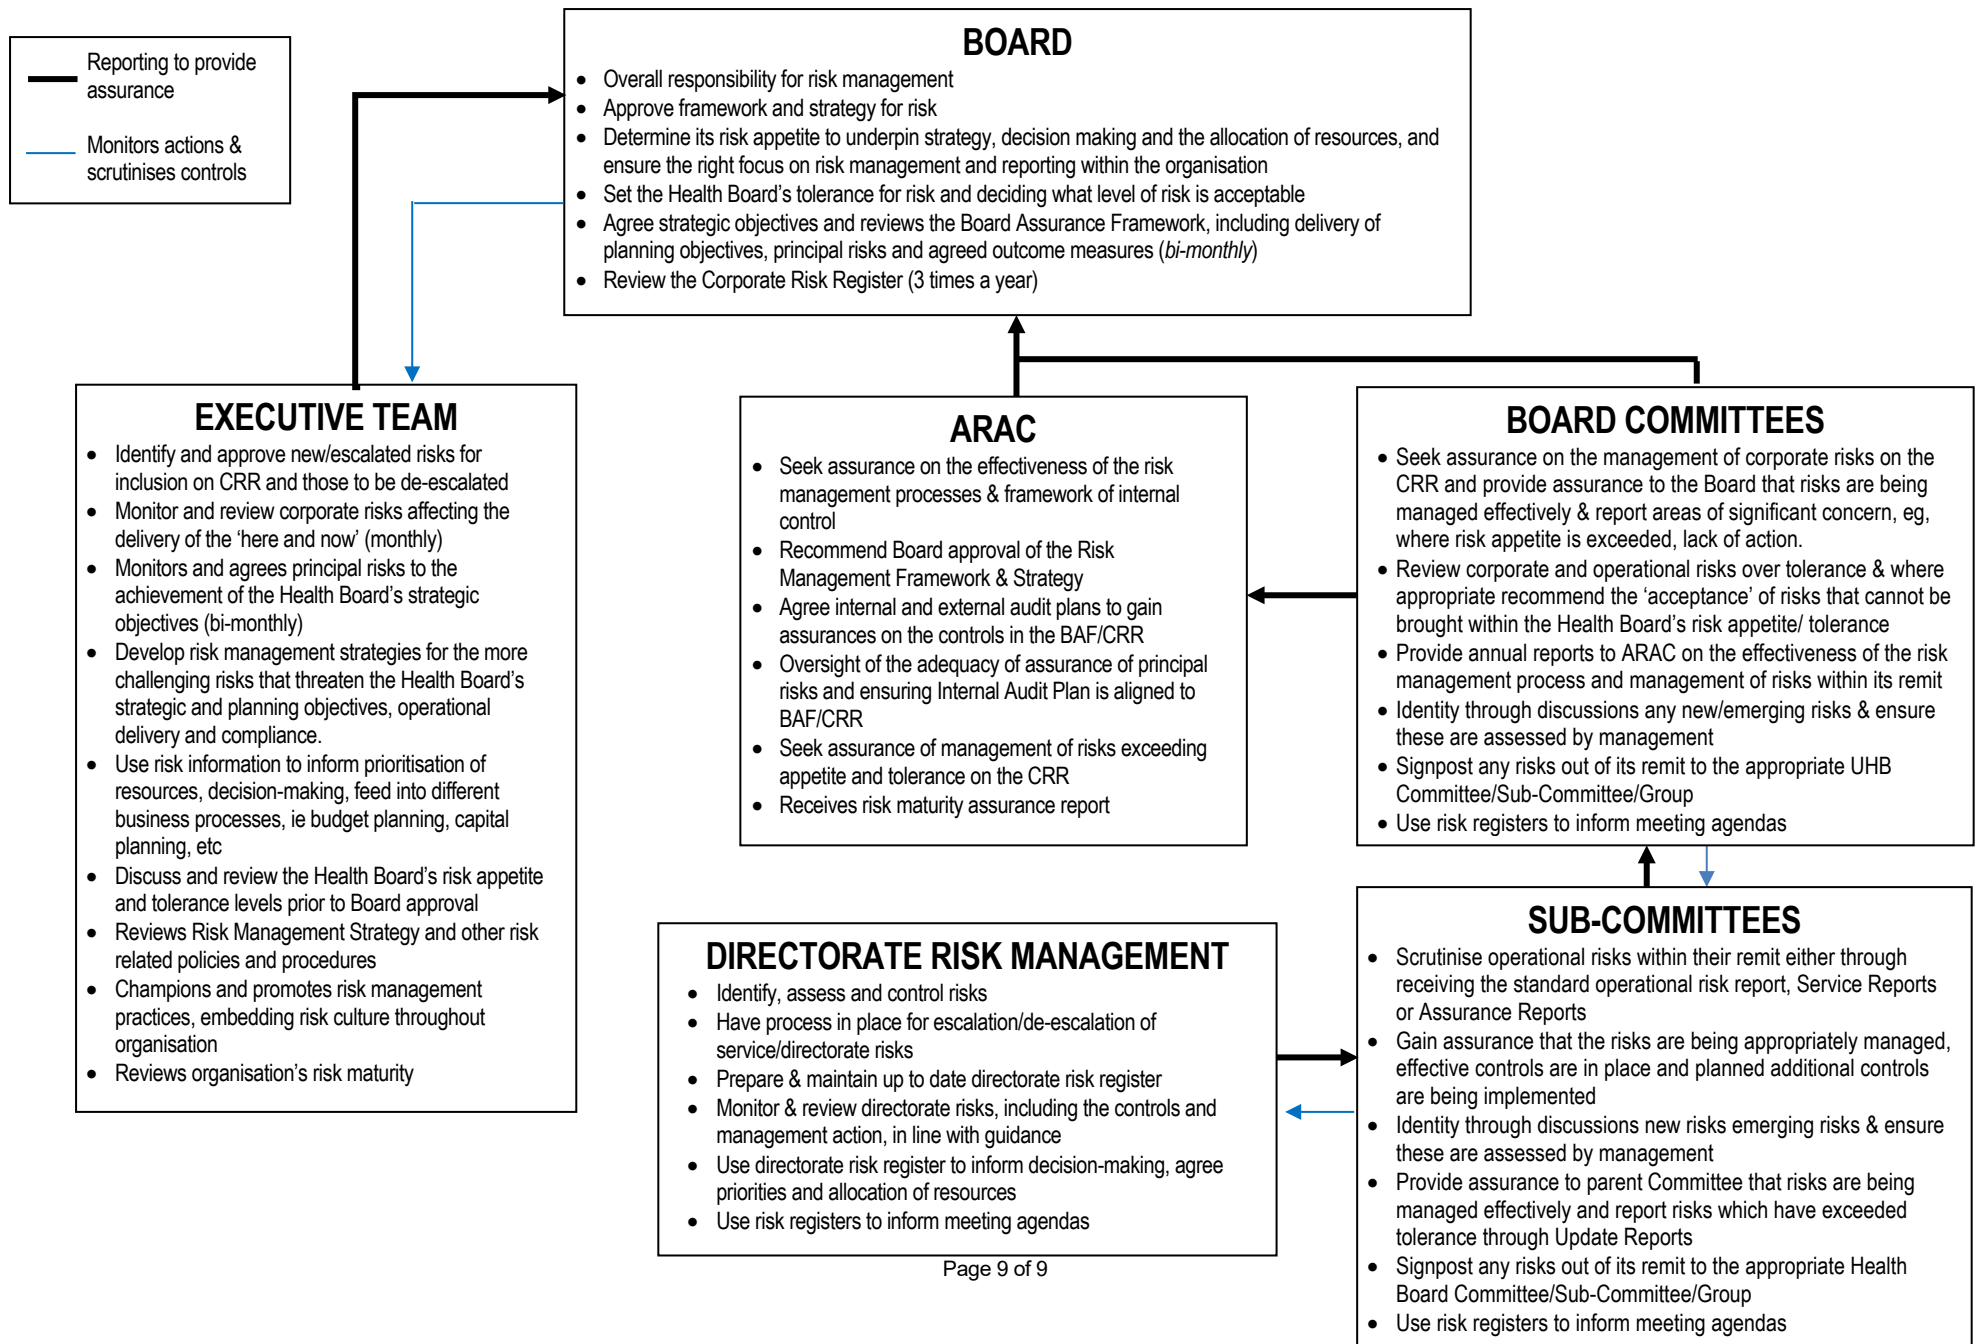 Reporting to provide
assurance
Monitors actions &
scrutinises controls
BOARD
• Overall responsibility for risk management
• Approve framework and strategy for risk
• Determine its risk appetite to underpin strategy, decision making and the allocation of resources, and
ensure the right focus on risk management and reporting within the organisation
• Set the Health Board's tolerance for risk and deciding what level of risk is acceptable
• Agree strategic objectives and reviews the Board Assurance Framework, including delivery of
planning objectives, principal risks and agreed outcome measures (bi-monthly)
• Review the Corporate Risk Register (3 times a year)
EXECUTIVE TEAM
• Identify and approve new/escalated risks for
inclusion on CRR and those to be de-escalated
• Monitor and review corporate risks affecting the
delivery of the 'here and now' (monthly)
• Monitors and agrees principal risks to the
achievement of the Health Board's strategic
objectives (bi-monthly)
• Develop risk management strategies for the more
challenging risks that threaten the Health Board's
strategic and planning objectives, operational
delivery and compliance.
• Use risk information to inform prioritisation of
resources, decision-making, feed into different
business processes, ie budget planning, capital
planning, etc
• Discuss and review the Health Board's risk appetite
and tolerance levels prior to Board approval
• Reviews Risk Management Strategy and other risk
related policies and procedures
• Champions and promotes risk management
practices, embedding risk culture throughout
organisation
• Reviews organisation's risk maturity
ARAC
• Seek assurance on the effectiveness of the risk
management processes & framework of internal
control
• Recommend Board approval of the Risk
Management Framework & Strategy
• Agree internal and external audit plans to gain
assurances on the controls in the BAF/CRR
• Oversight of the adequacy of assurance of principal
risks and ensuring Internal Audit Plan is aligned to
BAF/CRR
• Seek assurance of management of risks exceeding
appetite and tolerance on the CRR
• Receives risk maturity assurance report
BOARD COMMITTEES
• Seek assurance on the management of corporate risks on the
CRR and provide assurance to the Board that risks are being
managed effectively & report areas of significant concern, eg,
where risk appetite is exceeded, lack of action.
• Review corporate and operational risks over tolerance & where
appropriate recommend the 'acceptance' of risks that cannot be
brought within the Health Board's risk appetite/ tolerance
• Provide annual reports to ARAC on the effectiveness of the risk
management process and management of risks within its remit
• Identity through discussions any new/emerging risks & ensure
these are assessed by management
• Signpost any risks out of its remit to the appropriate UHB
Committee/Sub-Committee/Group
• Use risk registers to inform meeting agendas
DIRECTORATE RISK MANAGEMENT
• Identify, assess and control risks
• Have process in place for escalation/de-escalation of
service/directorate risks
• Prepare & maintain up to date directorate risk register
• Monitor & review directorate risks, including the controls and
management action, in line with guidance
• Use directorate risk register to inform decision-making, agree
priorities and allocation of resources
• Use risk registers to inform meeting agendas
SUB-COMMITTEES
• Scrutinise operational risks within their remit either through
receiving the standard operational risk report, Service Reports
or Assurance Reports
• Gain assurance that the risks are being appropriately managed,
effective controls are in place and planned additional controls
are being implemented
• Identity through discussions new risks emerging risks & ensure
these are assessed by management
• Provide assurance to parent Committee that risks are being
managed effectively and report risks which have exceeded
tolerance through Update Reports
• Signpost any risks out of its remit to the appropriate Health
Board Committee/Sub-Committee/Group
• Use risk registers to inform meeting agendas
Page 9 of 9